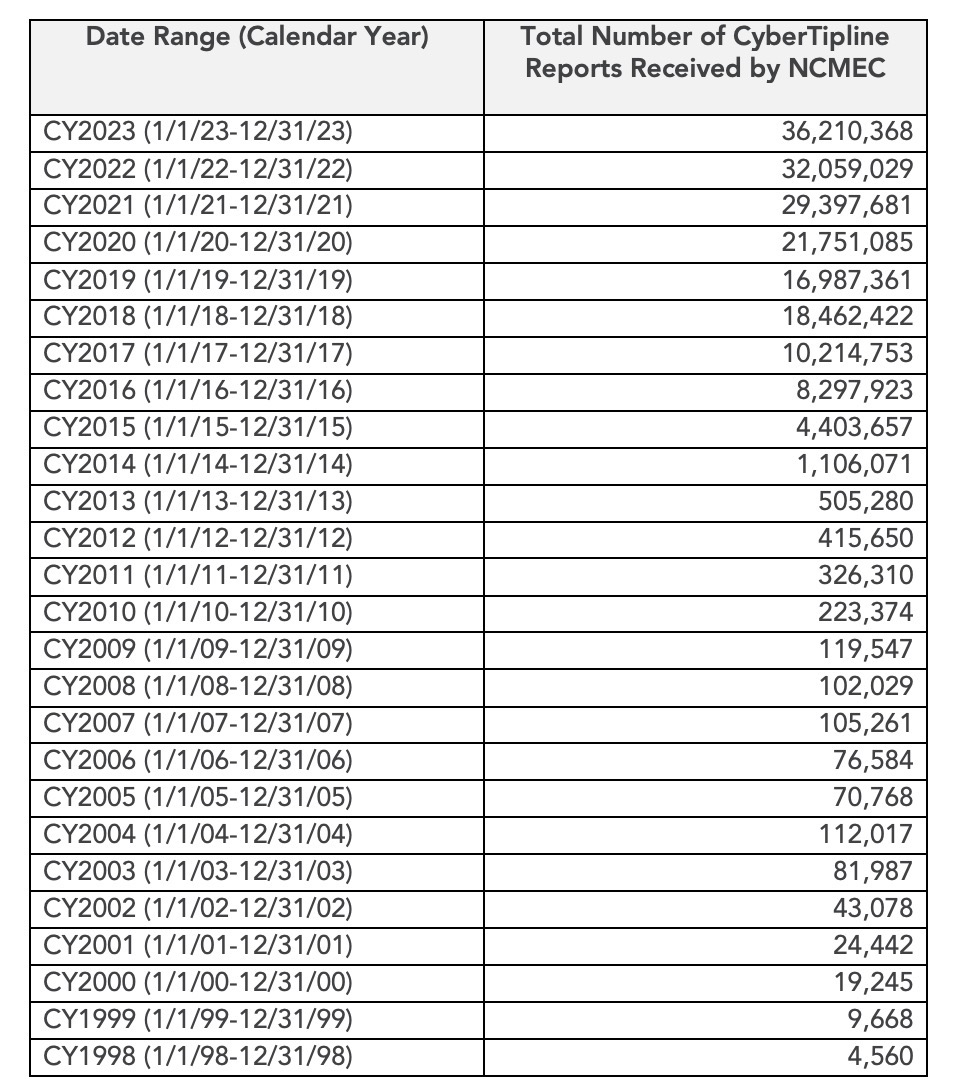 Date Range (Calendar Year) Total Number of CyberTipline
Reports Received by NCMEC
CY2023 (1/1/23-12/31/23) 36,210,368
CY2022 (1/1/22-12/31/22) 32,059,029
CY2021 (1/1/21-12/31/21) 29,397,681
CY2020 (1/1/20-12/31/20) 21,751,085
CY2019 (1/1/19-12/31/19) 16,987,361
CY2018 (1/1/18-12/31/18) 18,462,422
CY2017 (1/1/17-12/31/17) 10,214,753
CY2016 (1/1/16-12/31/16) 8,297,923
CY2015 (1/1/15-12/31/15) 4,403,657
CY2014 (1/1/14-12/31/14) 1,106,071
CY2013 (1/1/13-12/31/13) 505,280
CY2012 (1/1/12-12/31/12) 415,650
CY2011 (1/1/11-12/31/11) 326,310
CY2010 (1/1/10-12/31/10) 223,374
CY2009 (1/1/09-12/31/09) 119,547
CY2008 (1/1/08-12/31/08) 102,029
CY2007 (1/1/07-12/31/07) 105,261
CY2006 (1/1/06-12/31/06) 76,584
CY2005 (1/1/05-12/31/05) 70,768
CY2004 (1/1/04-12/31/04) 112,017
CY2003 (1/1/03-12/31/03) 81,987
CY2002 (1/1/02-12/31/02) 43,078
CY2001 (1/1/01-12/31/01) 24,442
CY2000 (1/1/00-12/31/00) 19,245
CY1999 (1/1/99-12/31/99) 9,668
CY1998 (1/1/98-12/31/98) 4,560